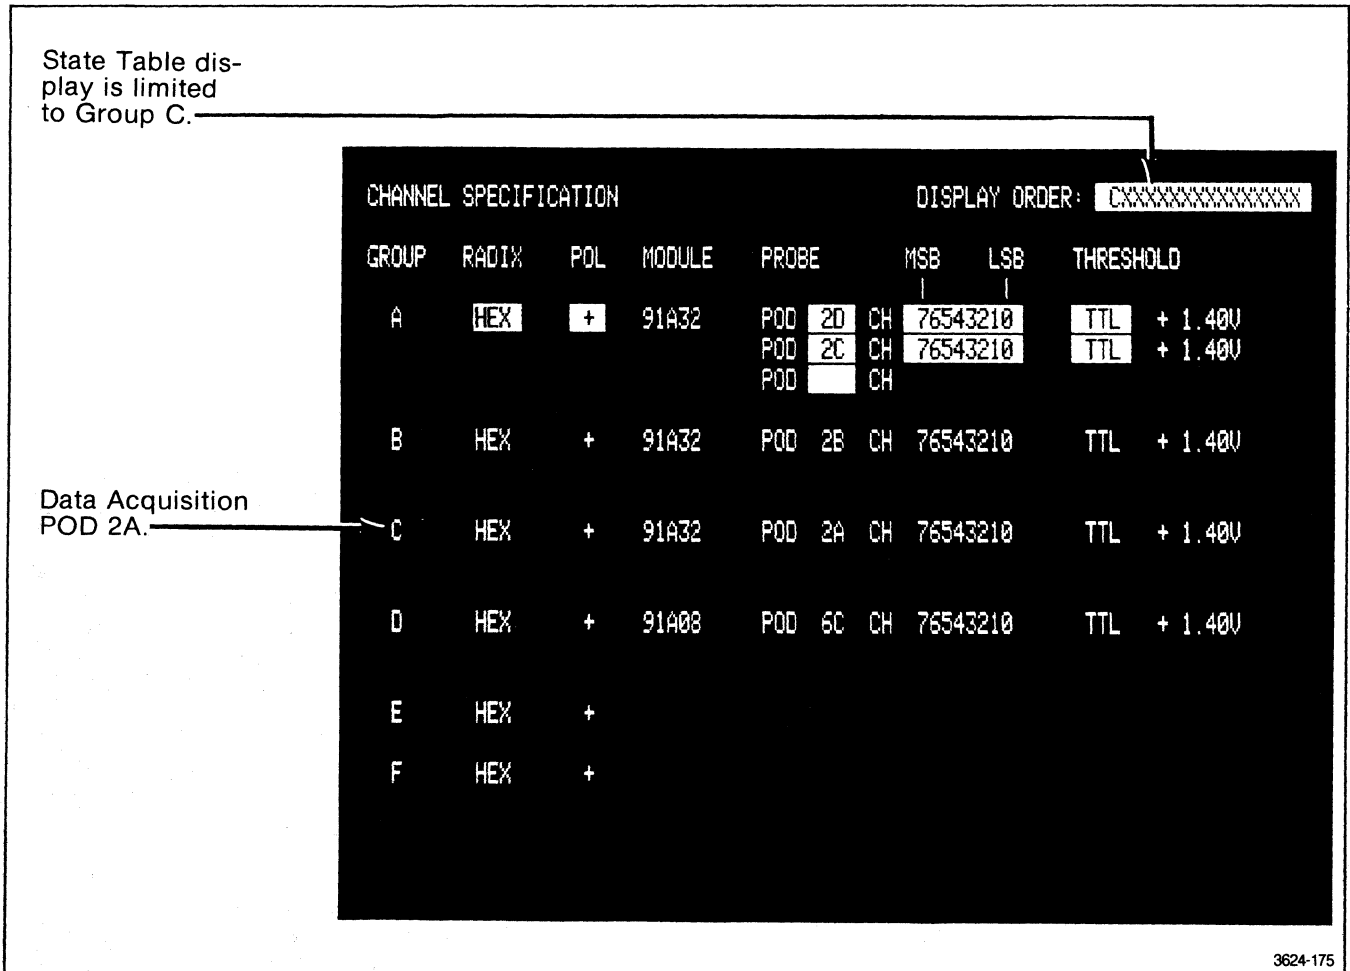 State Table dis-
play is limited
to Group C.
CHANNEL SPECIFICATION DISPLAY ORDER: CXXXXXXXXXXXXXXX
GROUP RADIX POL MODULE PROBE MSB LSB THRESHOLD
A HEX + 91A32 POD 2D CH 76543210 TTL + 1.40V
POD 2C CH 76543210 TTL + 1.40V
POD CH
B HEX + 91A32 POD 2B CH 76543210 TTL + 1.40V
Data Acquisition
POD 2A.
C HEX + 91A32 POD 2A CH 76543210 TTL + 1.40V
D HEX + 91A08 POD 6C CH 76543210 TTL + 1.40V
E HEX +
F HEX +
3624-175